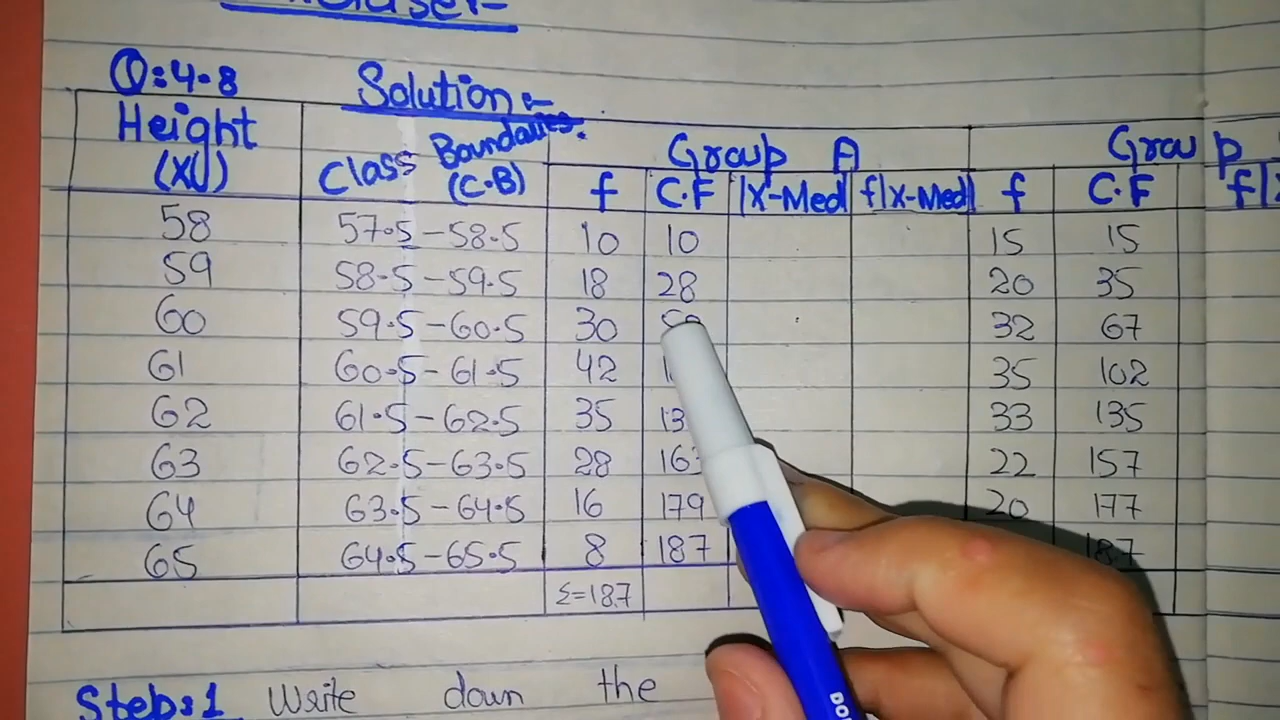 Q:4.8 Solution:-
Height (X) Class Boundaries. (C.B) Group A Group
f C.F |X-Med| f|X-Med| f C.F
58 57.5-58.5 10 10 15 15
59 58.5-59.5 18 28 20 35
60 59.5-60.5 30 32 67
61 60.5-61.5 42 35 102
62 61.5-62.5 35 33 135
63 62.5-63.5 28 163 22 157
64 63.5-64.5 16 179 20 177
65 64.5-65.5 8 187 187
Σ=187
Step:1 Write down the